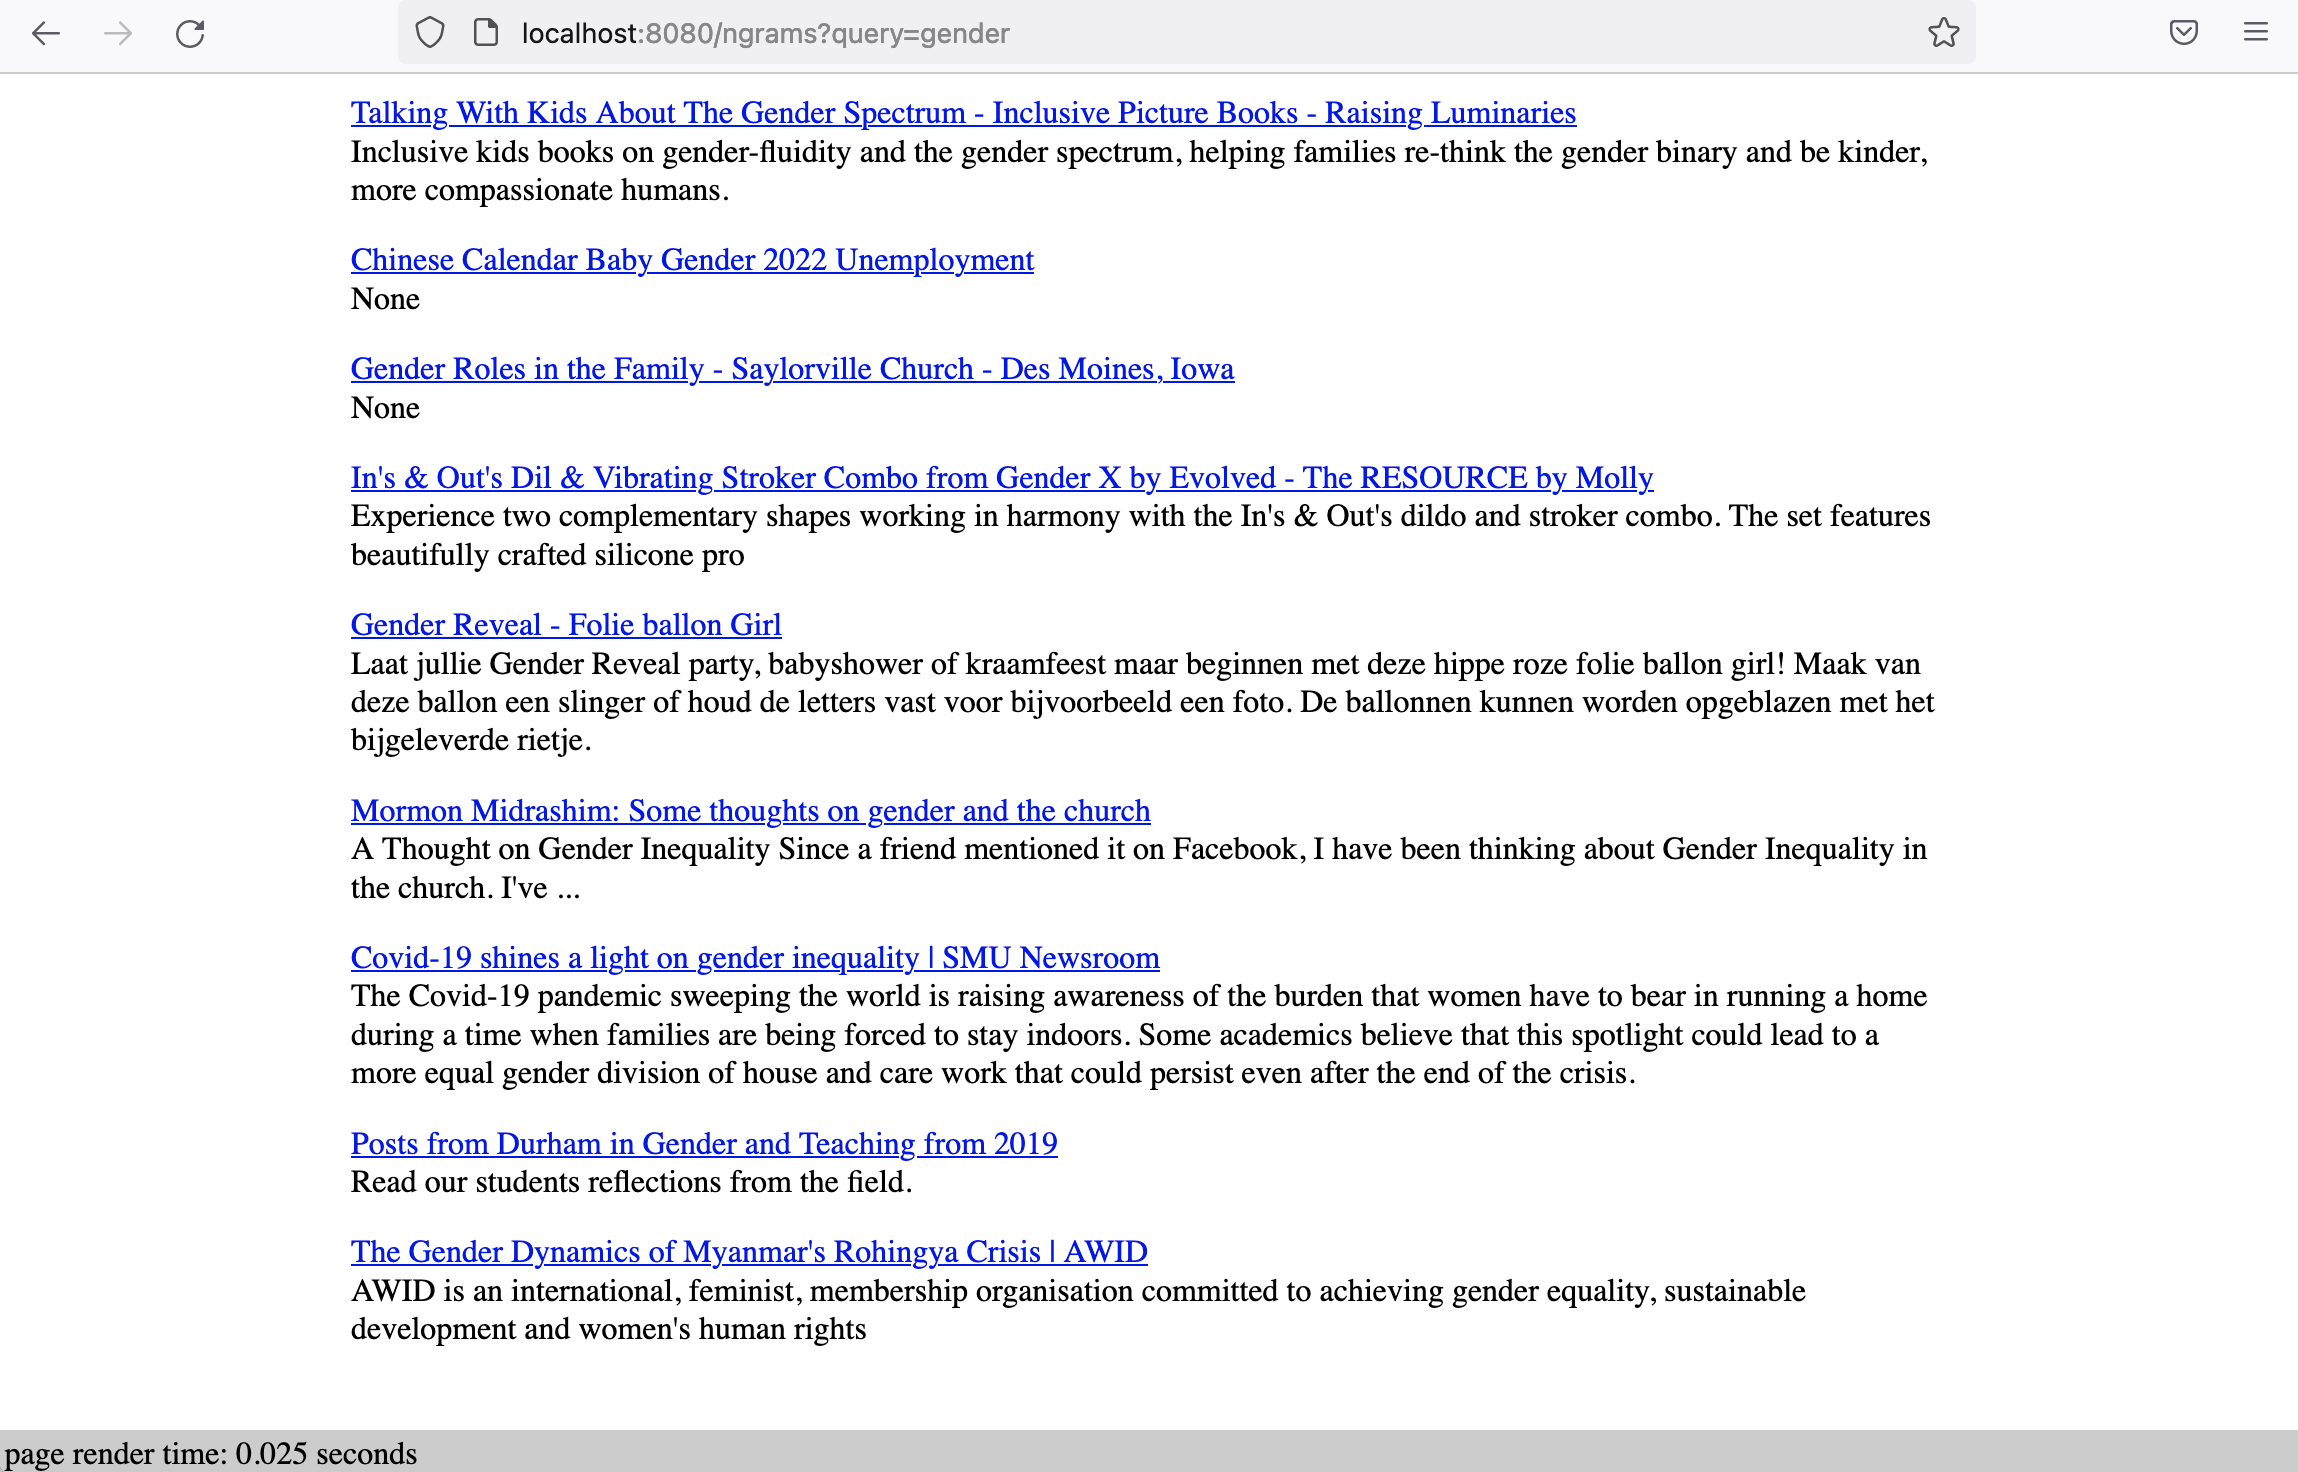 localhost:8080/ngrams?query=gender
Talking With Kids About The Gender Spectrum - Inclusive Picture Books - Raising Luminaries
Inclusive kids books on gender-fluidity and the gender spectrum, helping families re-think the gender binary and be kinder,
more compassionate humans.
Chinese Calendar Baby Gender 2022 Unemployment
None
Gender Roles in the Family - Saylorville Church - Des Moines, Iowa
None
In's & Out's Dil & Vibrating Stroker Combo from Gender X by Evolved - The RESOURCE by Molly
Experience two complementary shapes working in harmony with the In's & Out's dildo and stroker combo. The set features
beautifully crafted silicone pro
Gender Reveal - Folie ballon Girl
Laat jullie Gender Reveal party, babyshower of kraamfeest maar beginnen met deze hippe roze folie ballon girl! Maak van
deze ballon een slinger of houd de letters vast voor bijvoorbeeld een foto. De ballonnen kunnen worden opgeblazen met het
bijgeleverde rietje.
Mormon Midrashim: Some thoughts on gender and the church
A Thought on Gender Inequality Since a friend mentioned it on Facebook, I have been thinking about Gender Inequality in
the church. I've ...
Covid-19 shines a light on gender inequality | SMU Newsroom
The Covid-19 pandemic sweeping the world is raising awareness of the burden that women have to bear in running a home
during a time when families are being forced to stay indoors. Some academics believe that this spotlight could lead to a
more equal gender division of house and care work that could persist even after the end of the crisis.
Posts from Durham in Gender and Teaching from 2019
Read our students reflections from the field.
The Gender Dynamics of Myanmar's Rohingya Crisis | AWID
AWID is an international, feminist, membership organisation committed to achieving gender equality, sustainable
development and women's human rights
page render time: 0.025 seconds